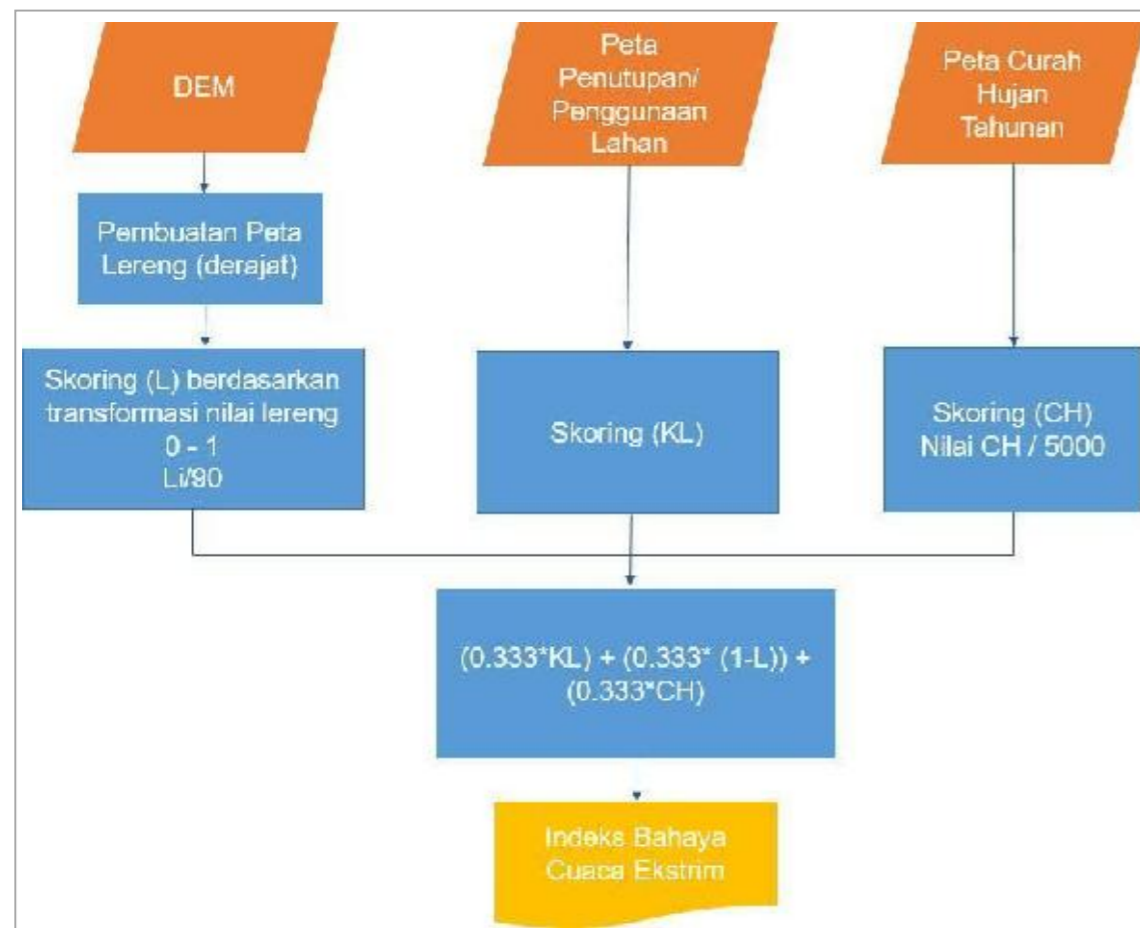 DEM
Peta
Penutupan/
Penggunaan
Lahan
Peta Curah
Hujan
Tahunan
Pembuatan Peta
Lereng (derajat)
Skoring (L) berdasarkan
transformasi nilai lereng
0 - 1
Li/90
Skoring (KL)
Skoring (CH)
Nilai CH / 5000
(0.333*KL) + (0.333* (1-L)) +
(0.333*CH)
Indeks Bahaya
Cuaca Ekstrim